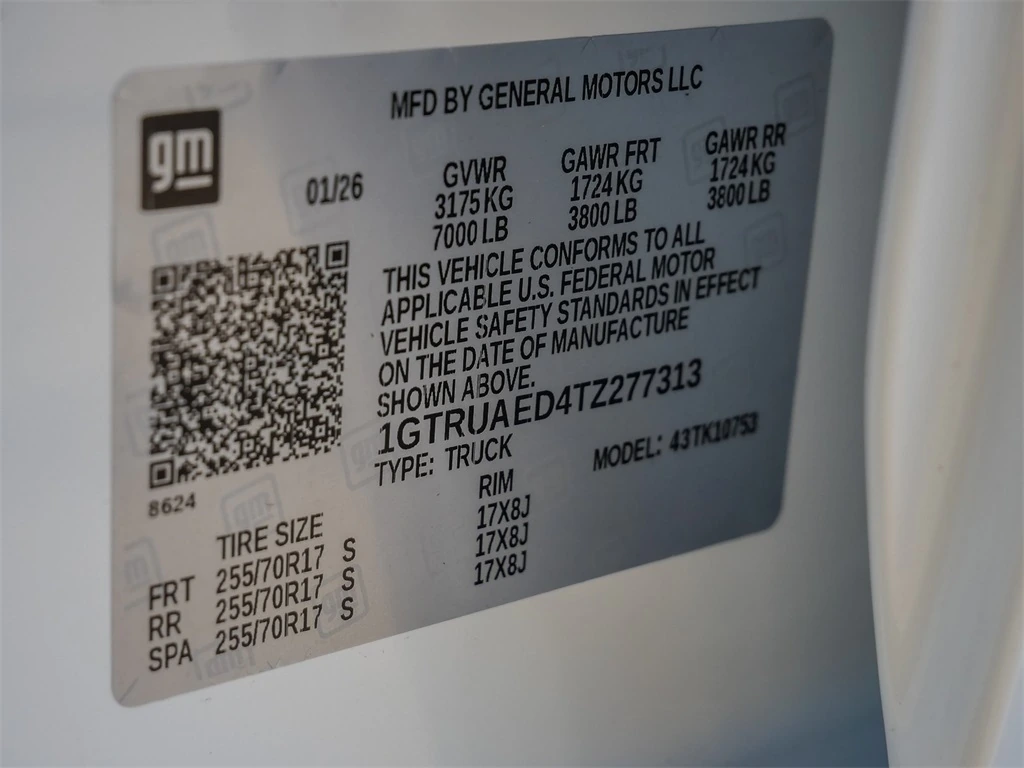 MFD BY GENERAL MOTORS LLC
gm
01/26
GVWR GAWR FRT GAWR RR
3175 KG 1724 KG 1724 KG
7000 LB 3800 LB 3800 LB
THIS VEHICLE CONFORMS TO ALL
APPLICABLE U.S. FEDERAL MOTOR
VEHICLE SAFETY STANDARDS IN EFFECT
ON THE DATE OF MANUFACTURE
SHOWN ABOVE.
1GTRUAED4TZ277313
TYPE: TRUCK MODEL: 43TK10753
8624
TIRE SIZE RIM
FRT 255/70R17 S 17X8J
RR 255/70R17 S 17X8J
SPA 255/70R17 S 17X8J